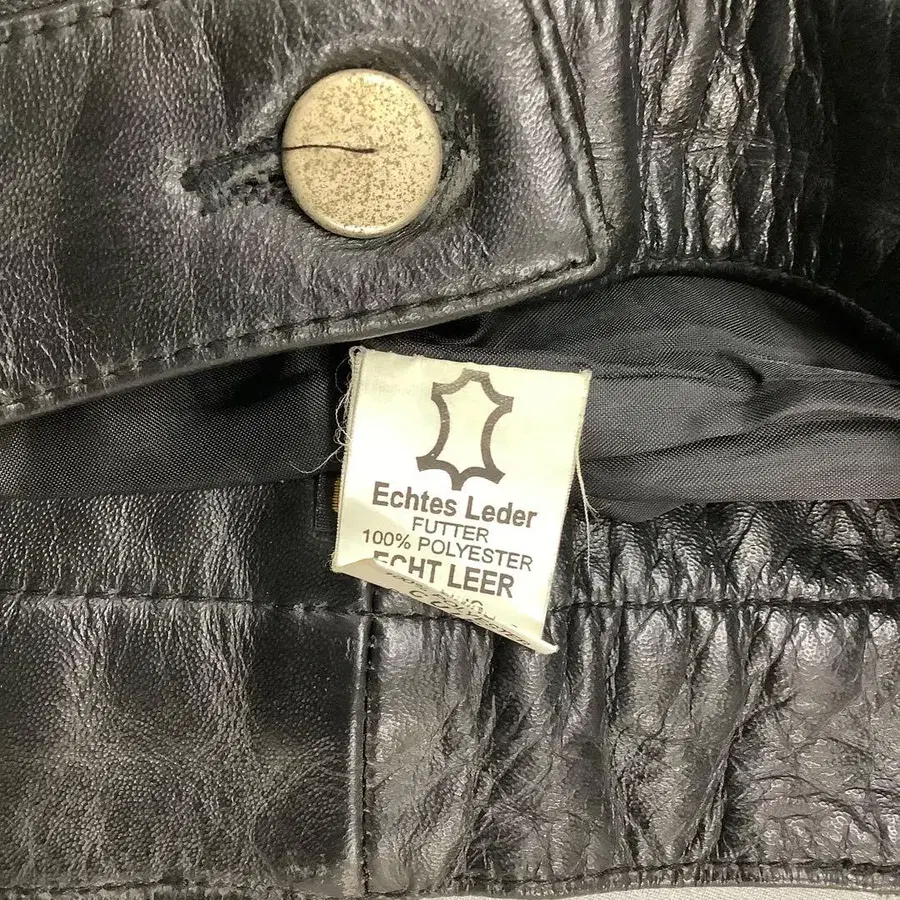 Echtes Leder
FUTTER
100% POLYESTER
ECHT LEER